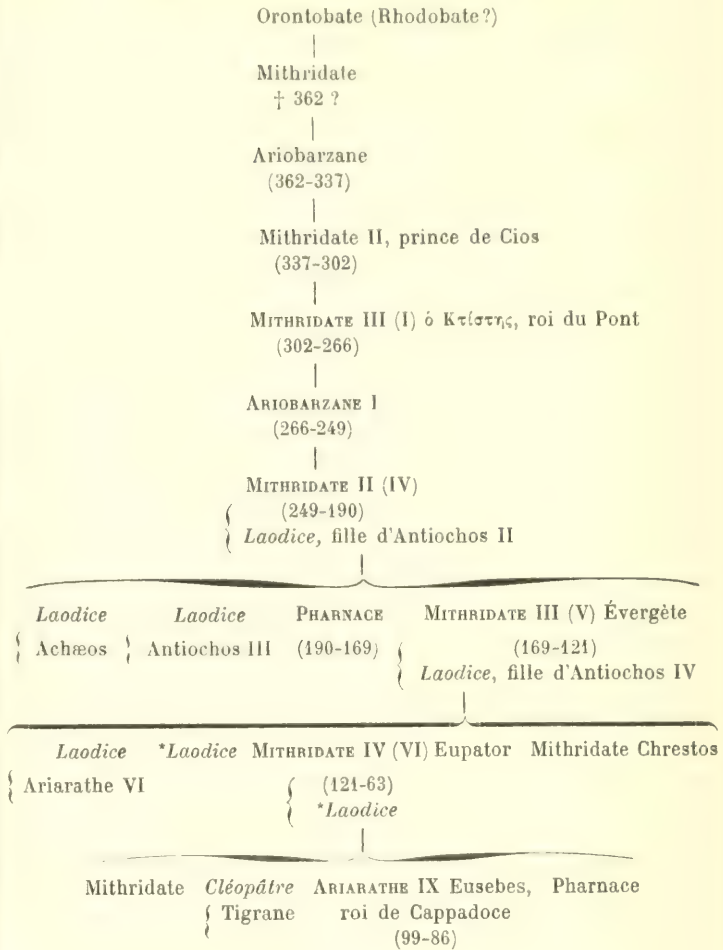 Orontobate (Rhodobate?)
Mithridate
† 362 ?
Ariobarzane
(362-337)
Mithridate II, prince de Cios
(337-302)
MITHRIDATE III (I) ὁ Κτίστης, roi du Pont
(302-266)
ARIOBARZANE I
(266-249)
MITHRIDATE II (IV)
(249-190)
Laodice, fille d'Antiochos II
Laodice Laodice PHARNACE MITHRIDATE III (V) Évergète
Achæos Antiochos III (190-169) (169-121)
Laodice, fille d'Antiochos IV
Laodice *Laodice MITHRIDATE IV (VI) Eupator Mithridate Chrestos
Ariarathe VI (121-63)
*Laodice
Mithridate Cléopâtre ARIARATHE IX Eusebes, Pharnace
Tigrane roi de Cappadoce
(99-86)